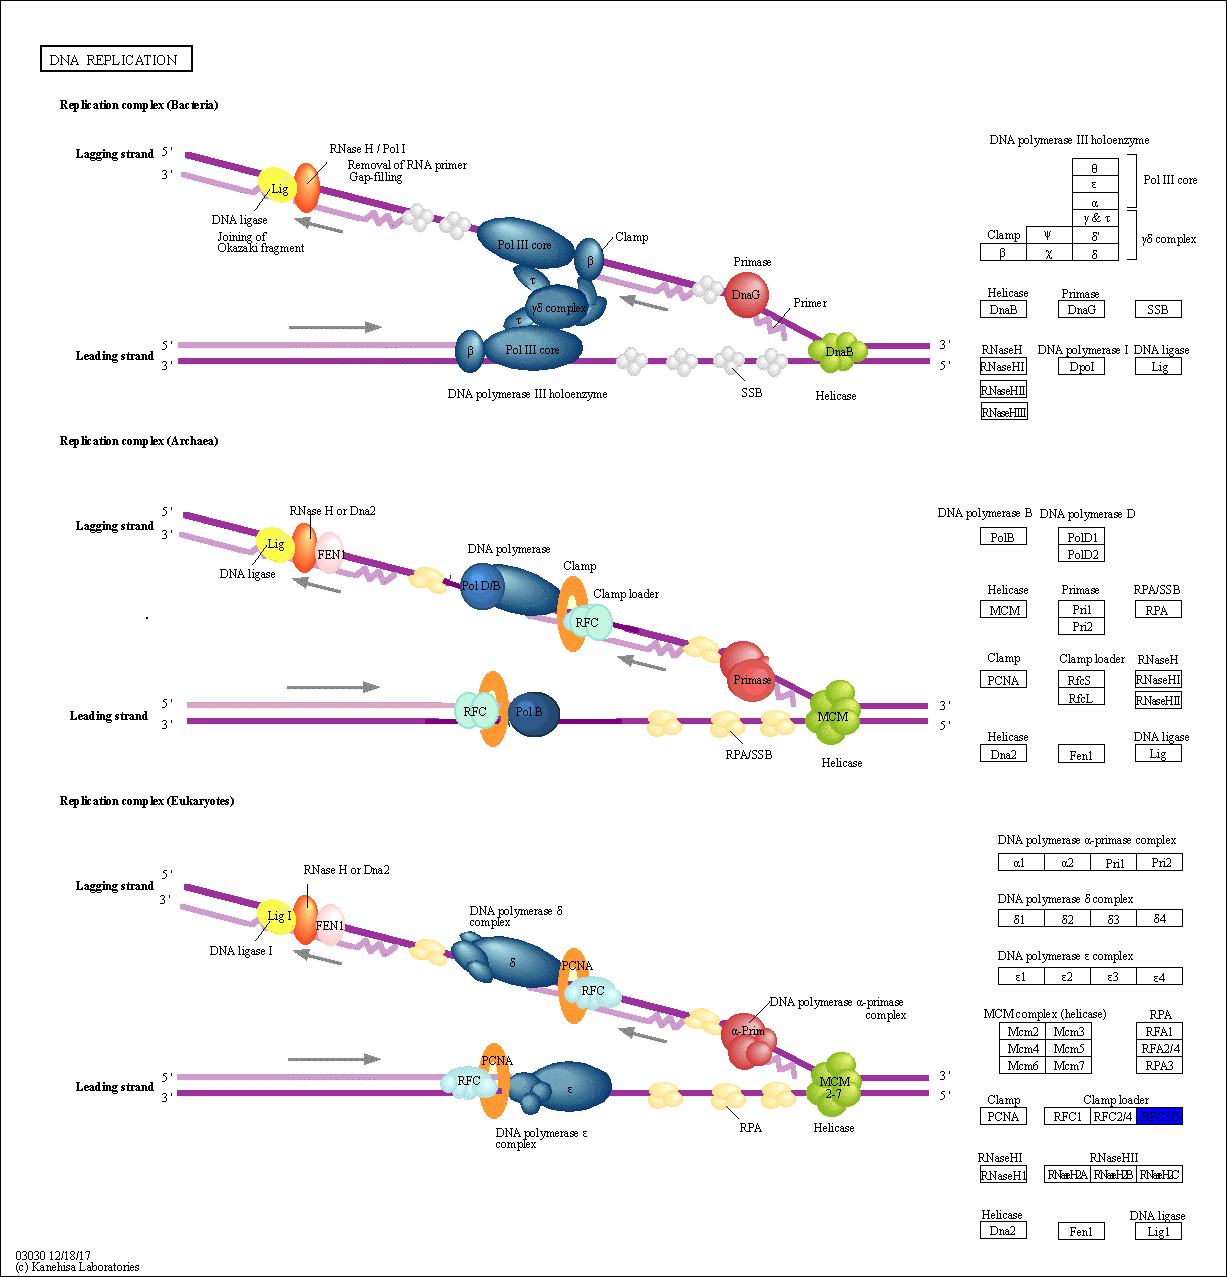 DNA REPLICATION
Replication complex (Bacteria)
Lagging strand
5'
3'
RNase H / Pol I
Removal of RNA primer
Gap-filling
Lig
DNA ligase
Joining of
Okazaki fragment
Pol III core
Clamp
β
τ
γδ complex
τ
Primase
DnaG
Primer
Leading strand
5'
3'
β
Pol III core
DnaB
3'
5'
SSB
Helicase
DNA polymerase III holoenzyme
DNA polymerase III holoenzyme
θ
ε
α
Pol III core
γ & τ
Clamp
ψ
δ'
β
χ
δ
γδ complex
Helicase
DnaB
Primase
DnaG
SSB
RNaseH
RNaseHI
RNaseHII
RNaseHIII
DNA polymerase I
DpoI
DNA ligase
Lig
Replication complex (Archaea)
Lagging strand
5'
3'
RNase H or Dna2
Lig
FEN1
DNA ligase
DNA polymerase
Pol D/B
Clamp
Clamp loader
RFC
Primase
Leading strand
5'
3'
RFC
Pol B
MCM
3'
5'
RPA/SSB
Helicase
DNA polymerase B
PolB
DNA polymerase D
PolD1
PolD2
Helicase
MCM
Primase
Pri1
Pri2
RPA/SSB
RPA
Clamp
PCNA
Clamp loader
RfcS
RfcL
RNaseH
RNaseHI
RNaseHII
Helicase
Dna2
Fen1
DNA ligase
Lig
Replication complex (Eukaryotes)
Lagging strand
5'
3'
RNase H or Dna2
Lig I
FEN1
DNA ligase I
DNA polymerase δ
complex
δ
PCNA
RFC
DNA polymerase α-primase
complex
α-Prim
Leading strand
5'
3'
PCNA
RFC
ε
DNA polymerase ε
complex
MCM
2-7
3'
5'
RPA
Helicase
DNA polymerase α-primase complex
α1 α2 Pri1 Pri2
DNA polymerase δ complex
δ1 δ2 δ3 δ4
DNA polymerase ε complex
ε1 ε2 ε3 ε4
MCM complex (helicase)
Mcm2 Mcm3
Mcm4 Mcm5
Mcm6 Mcm7
RPA
RFA1
RFA2/4
RPA3
Clamp
PCNA
Clamp loader
RFC1 RFC2/4 RFC3/5
RNaseHI
RNaseH1
RNaseHII
RNaseH2A RNaseH2B RNaseH2C
Helicase
Dna2
Fen1
DNA ligase
Lig1
03030 12/18/17
(c) Kanehisa Laboratories